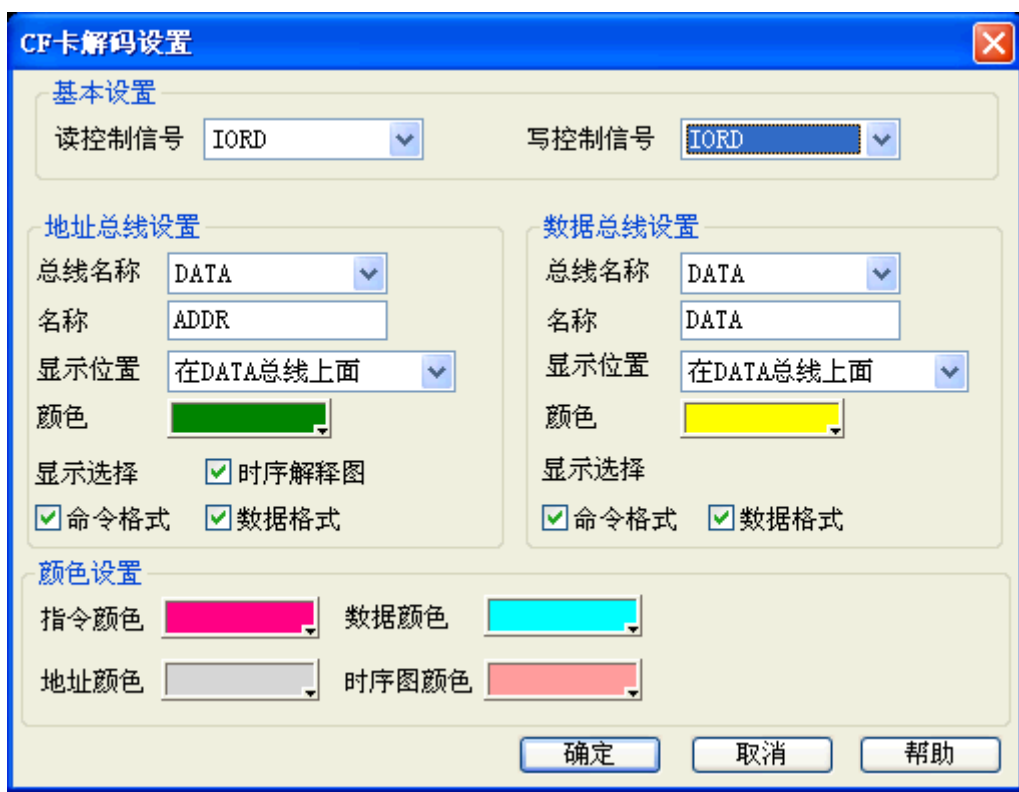 CF卡解码设置
基本设置
读控制信号 IORD 写控制信号 IORD
地址总线设置
总线名称 DATA
名称 ADDR
显示位置 在DATA总线上面
颜色
显示选择 时序解释图
命令格式 数据格式
数据总线设置
总线名称 DATA
名称 DATA
显示位置 在DATA总线上面
颜色
显示选择
命令格式 数据格式
颜色设置
指令颜色 数据颜色
地址颜色 时序图颜色
确定 取消 帮助